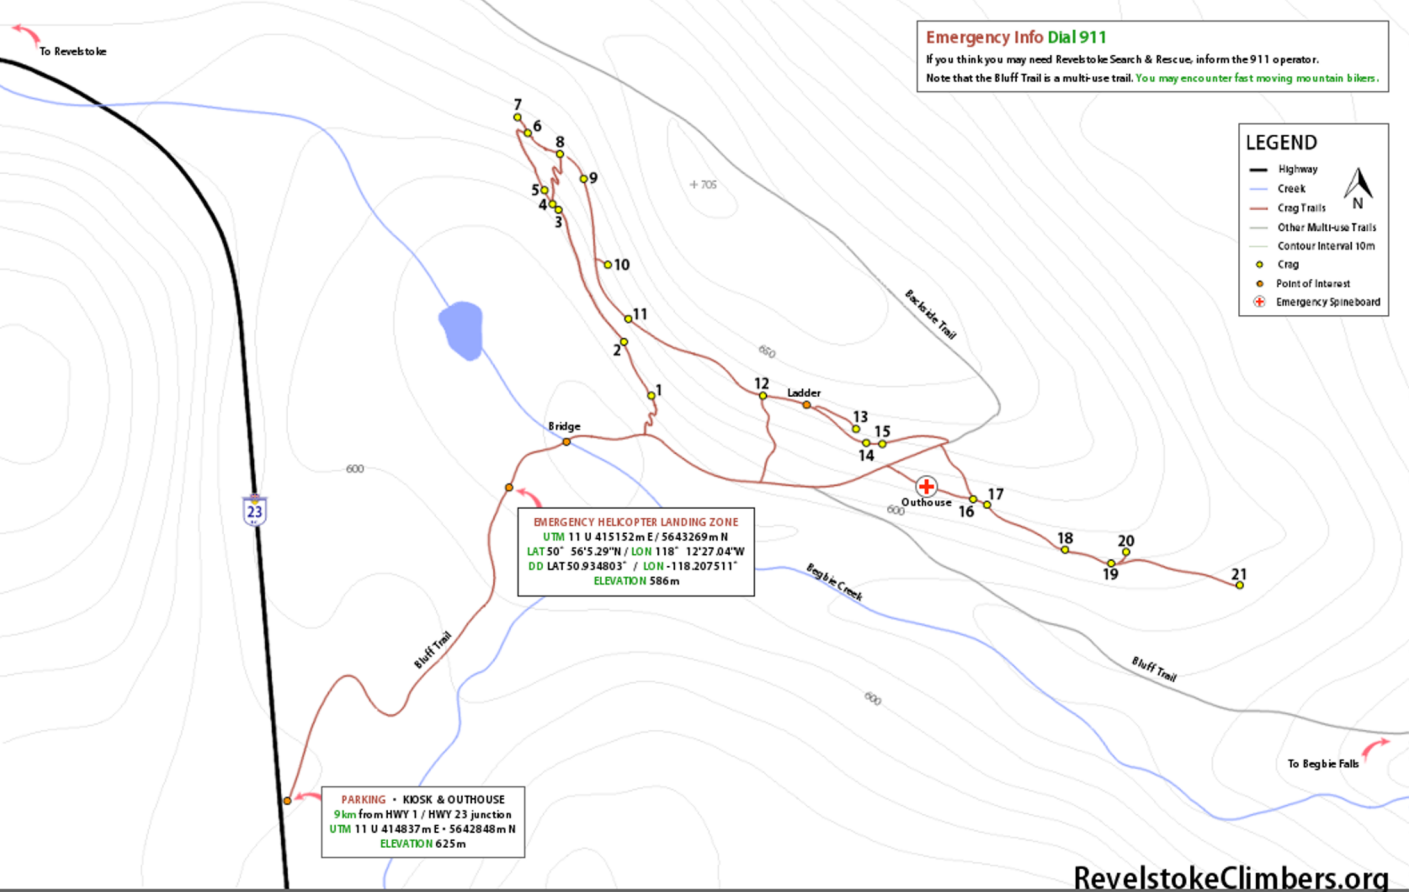 To Revelstoke
Emergency Info Dial 911
If you think you may need Revelstoke Search & Rescue, inform the 911 operator.
Note that the Bluff Trail is a multi-use trail. You may encounter fast moving mountain bikers.
LEGEND
Highway
Creek
Crag Trails
Other Multi-use Trails
Contour Interval 10m
Crag
Point of Interest
Emergency Spineboard
N
7
6
8
9
5
4
3
+ 705
10
11
2
Backside Trail
650
1
12
Ladder
13
15
14
Bridge
600
23
Outhouse
16
17
600
18
20
19
21
EMERGENCY HELICOPTER LANDING ZONE
UTM 11 U 415152m E / 5643269m N
LAT 50° 56'5.29"N / LON 118° 12'27.04"W
DD LAT 50.934803° / LON -118.207511°
ELEVATION 586m
Begbie Creek
Bluff Trail
Bluff Trail
600
To Begbie Falls
PARKING • KIOSK & OUTHOUSE
9km from HWY 1 / HWY 23 junction
UTM 11 U 414837m E • 5642848m N
ELEVATION 625m
RevelstokeClimbers.org